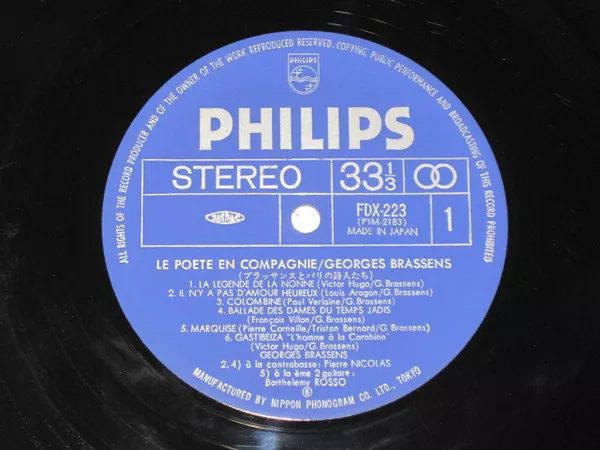 ALL RIGHTS OF THE RECORD PRODUCER AND OF THE OWNER OF THE WORK REPRODUCED RESERVED. COPYING, PUBLIC PERFORMANCE AND BROADCASTING OF THIS RECORD PROHIBITED
PHILIPS
PHILIPS
STEREO 33 1/3
FDX-223
(PYM-2183)
MADE IN JAPAN
1
LE POETE EN COMPAGNIE/GEORGES BRASSENS
(ブラッサンスとパリの詩人たち)
1. LA LEGENDE DE LA NONNE (Victor Hugo/G. Brassens)
2. IL N'Y A PAS D'AMOUR HEUREUX (Louis Aragon/G. Brassens)
3. COLOMBINE (Paul Verlaine/G. Brassens)
4. BALLADE DES DAMES DU TEMPS JADIS
(François Villon/G. Brassens)
5. MARQUISE (Pierre Corneille/Tristan Bernard/G. Brassens)
6. GASTIBEIZA "L'homme à la Carabine"
(Victor Hugo/G. Brassens)
GEORGES BRASSENS
2. 4) à la contrabasse: Pierre NICOLAS
5) à la ème 2 guitare:
Barthelemy ROSSO
MANUFACTURED BY NIPPON PHONOGRAM CO. LTD., TOKYO